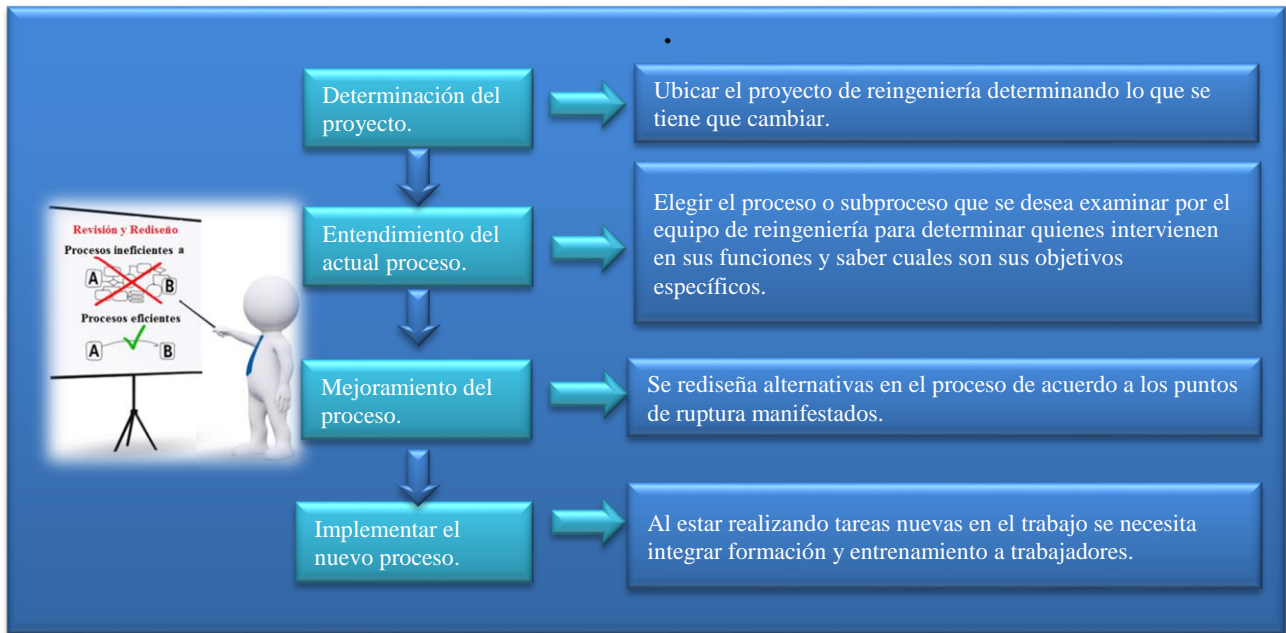 .
Determinación del
proyecto.
Ubicar el proyecto de reingeniería determinando lo que se
tiene que cambiar.
Entendimiento del
actual proceso.
Elegir el proceso o subproceso que se desea examinar por el
equipo de reingeniería para determinar quienes intervienen
en sus funciones y saber cuales son sus objetivos
específicos.
Revisión y Rediseño
Procesos ineficientes a
A
B
Procesos eficientes
A
B
Mejoramiento del
proceso.
Se rediseña alternativas en el proceso de acuerdo a los puntos
de ruptura manifestados.
Implementar el
nuevo proceso.
Al estar realizando tareas nuevas en el trabajo se necesita
integrar formación y entrenamiento a trabajadores.